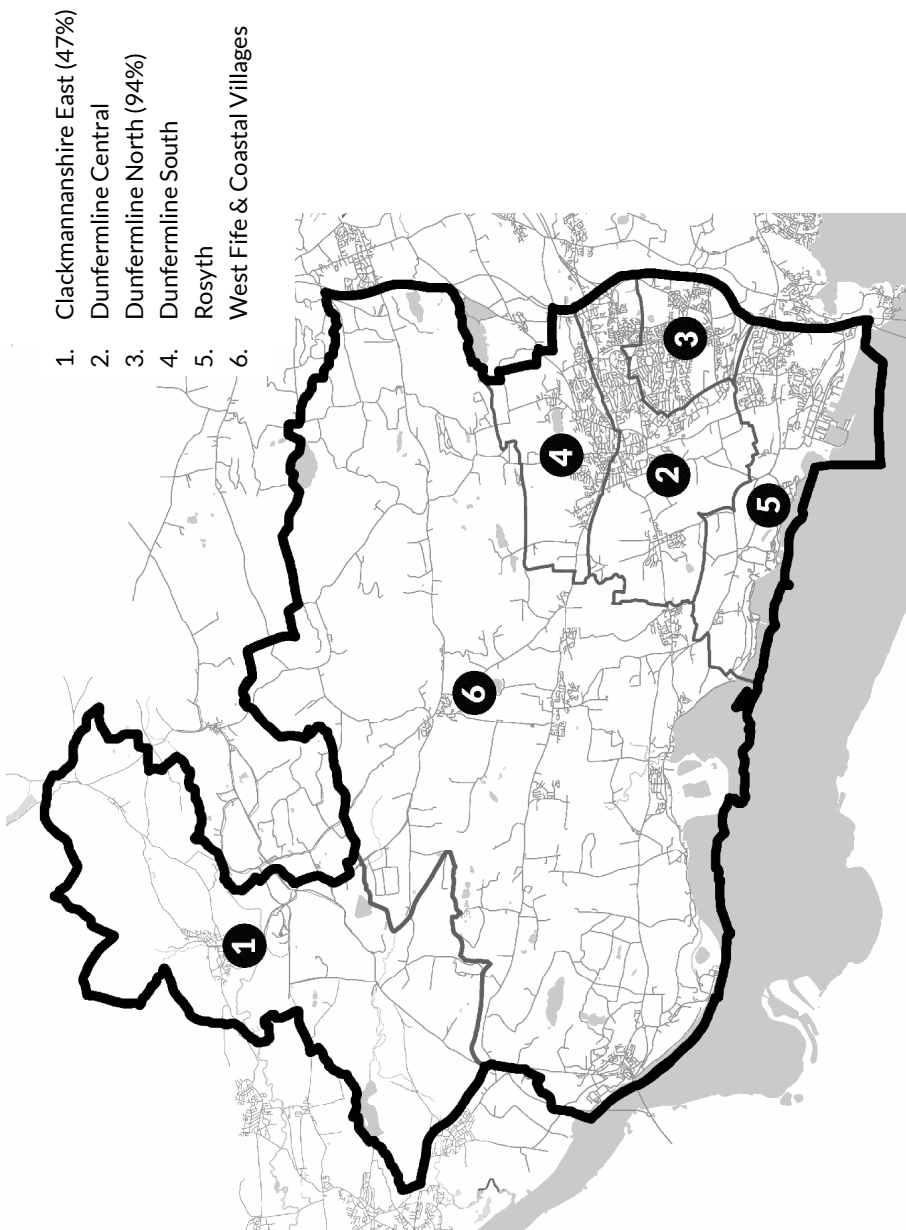 1. Clackmannanshire East (47%)
2. Dunfermline Central
3. Dunfermline North (94%)
4. Dunfermline South
5. Rosyth
6. West Fife & Coastal Villages
1
6
4
2
3
5